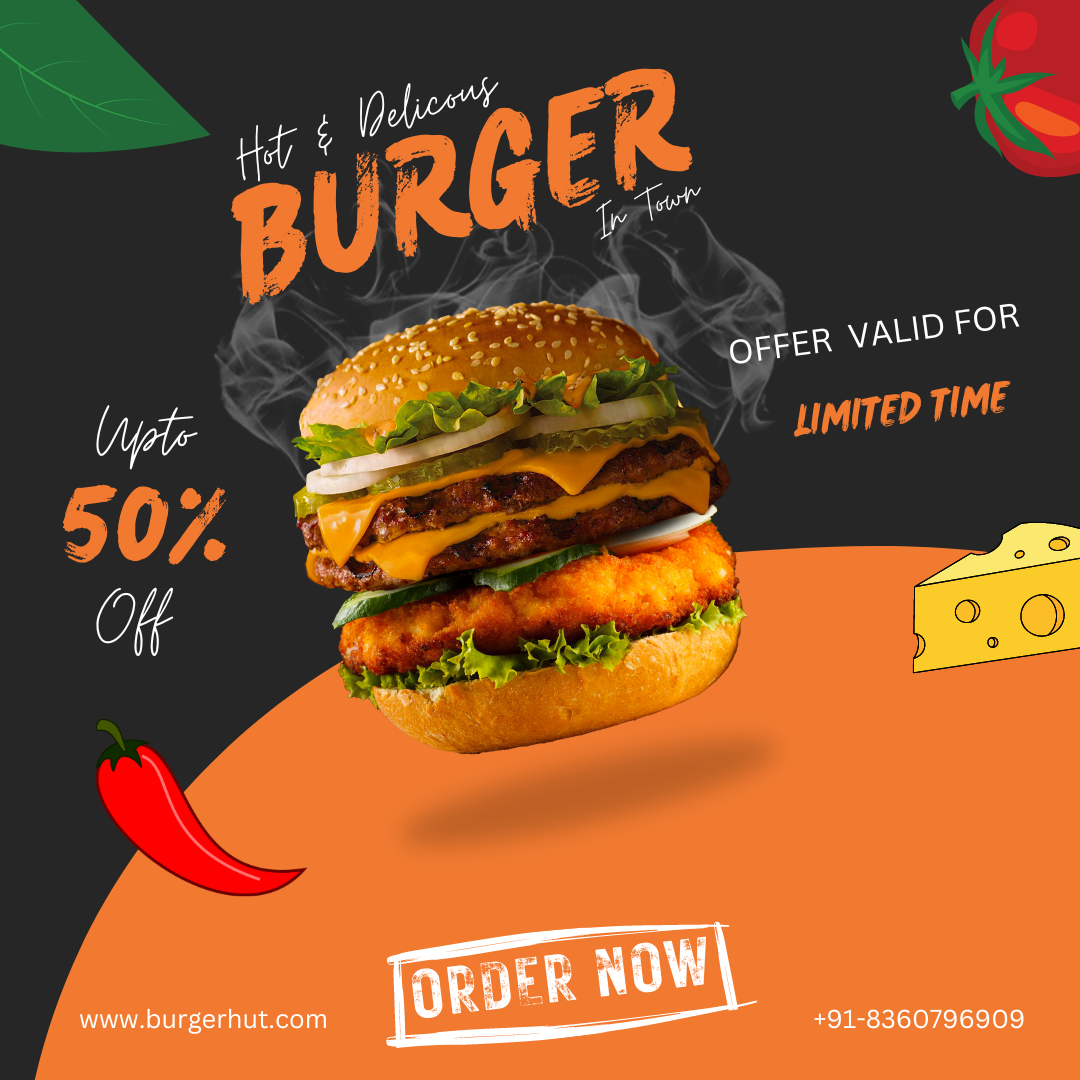 Hot & Delicous
BURGER
In Town
OFFER VALID FOR
LIMITED TIME
Upto
50%
Off
ORDER NOW
www.burgerhut.com
+91-8360796909